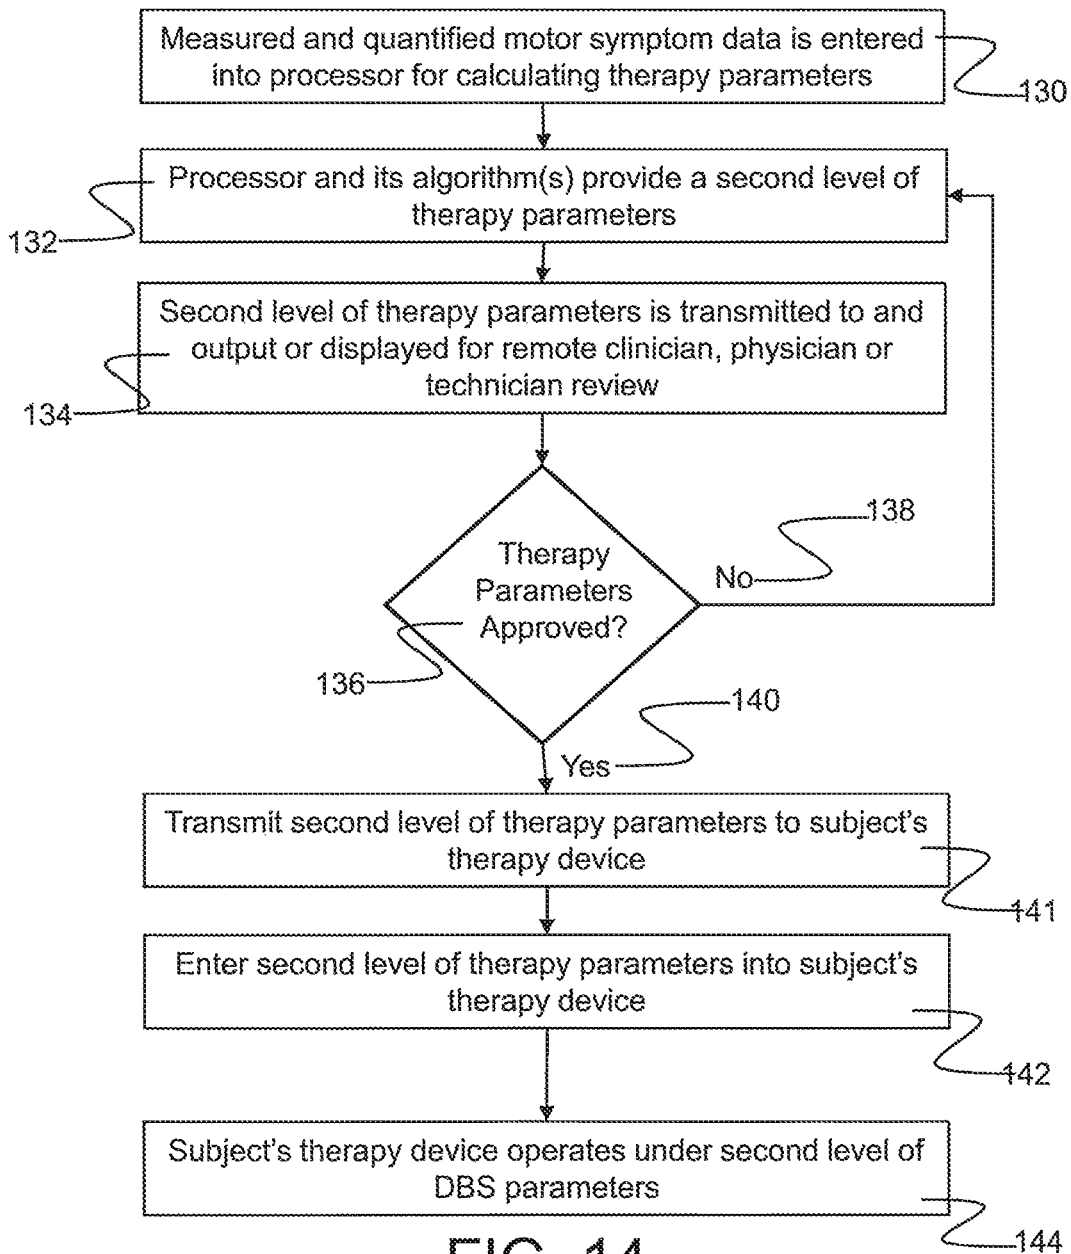 Measured and quantified motor symptom data is entered
into processor for calculating therapy parameters
130
Processor and its algorithm(s) provide a second level of
therapy parameters
132
Second level of therapy parameters is transmitted to and
output or displayed for remote clinician, physician or
technician review
134
138
Therapy
No
Parameters
Approved?
136
140
Yes
Transmit second level of therapy parameters to subject's
therapy device
141
Enter second level of therapy parameters into subject's
therapy device
142
Subject's therapy device operates under second level of
DBS parameters
144
FIG. 14